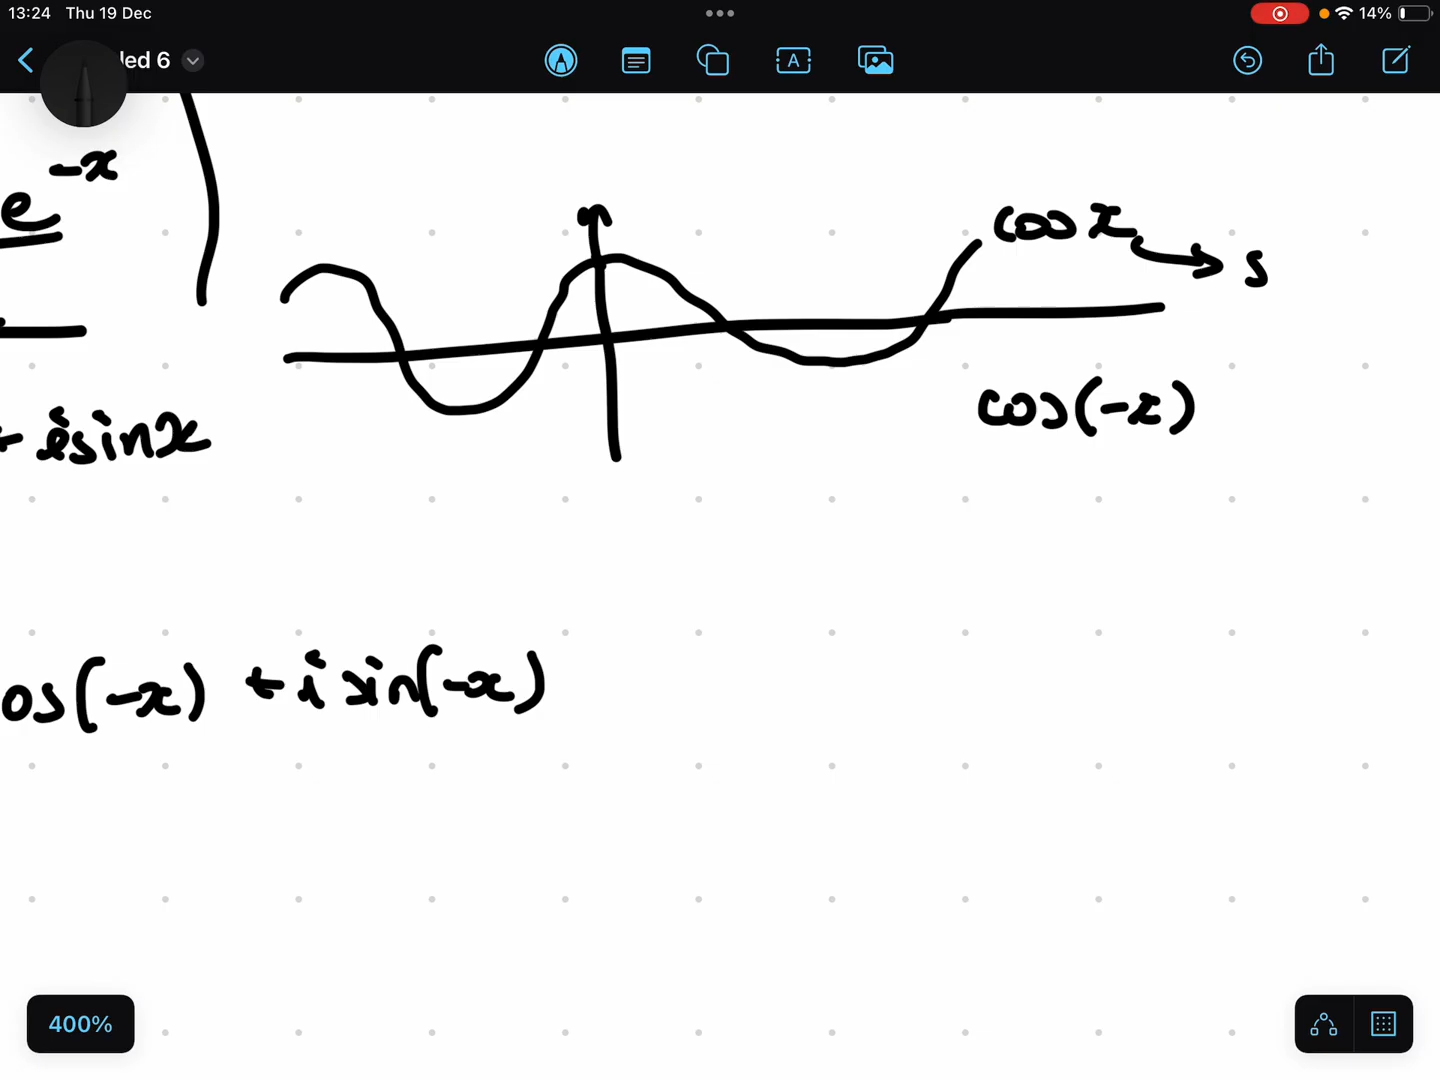 13:24 Thu 19 Dec
14%
led 6
A
e^{-x}
cos x → s
cos(-x)
+ isinx
os(-x) + i sin(-x)
400%